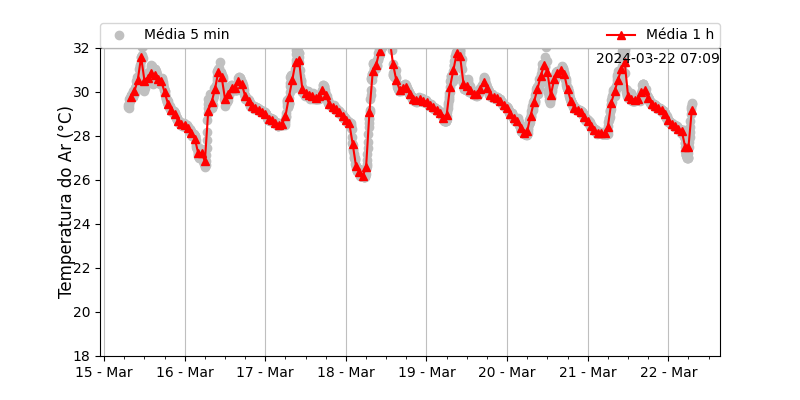 Média 5 min
Média 1 h
2024-03-22 07:09
Temperatura do Ar (°C)
32
30
28
26
24
22
20
18
15 - Mar
16 - Mar
17 - Mar
18 - Mar
19 - Mar
20 - Mar
21 - Mar
22 - Mar